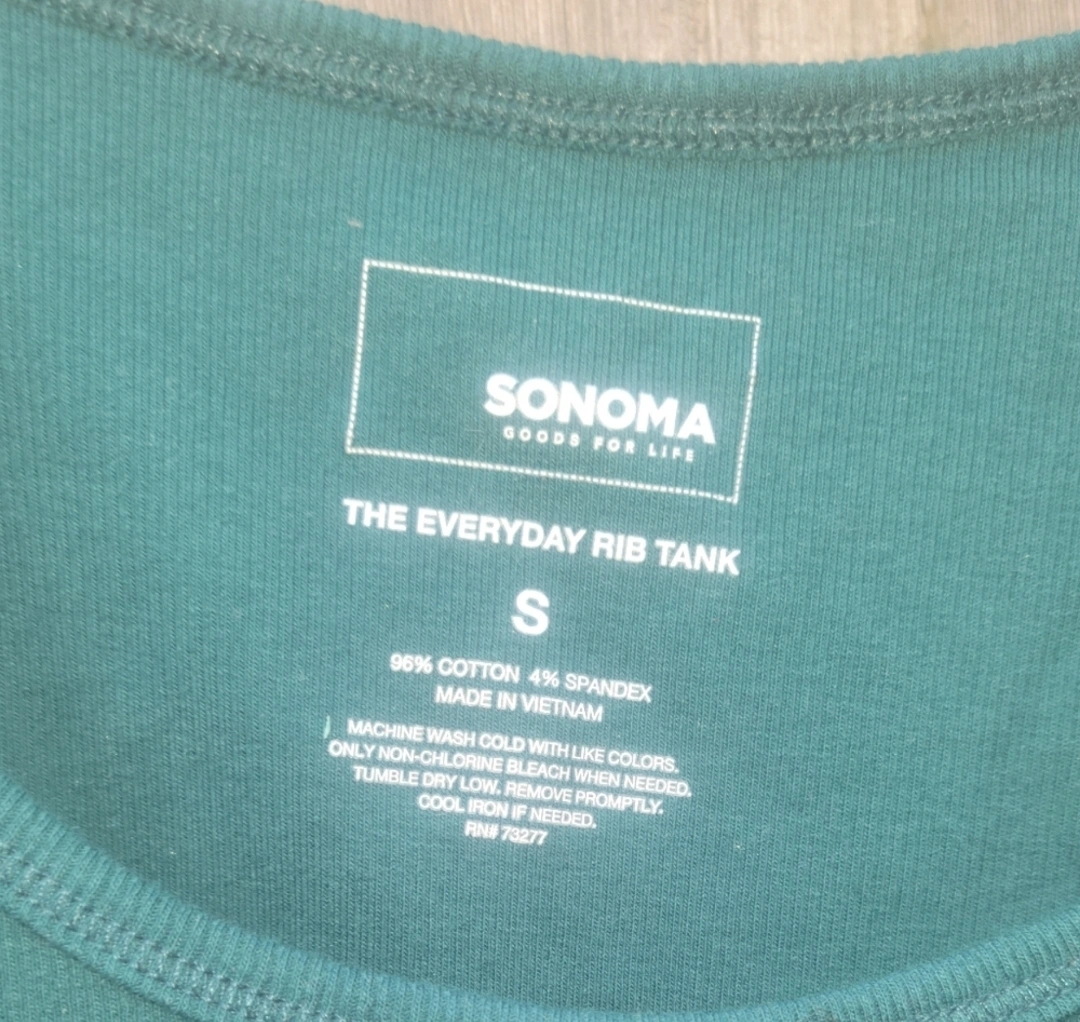 SONOMA
GOODS FOR LIFE
THE EVERYDAY RIB TANK
S
96% COTTON 4% SPANDEX
MADE IN VIETNAM
MACHINE WASH COLD WITH LIKE COLORS.
ONLY NON-CHLORINE BLEACH WHEN NEEDED.
TUMBLE DRY LOW. REMOVE PROMPTLY.
COOL IRON IF NEEDED.
RN# 73277